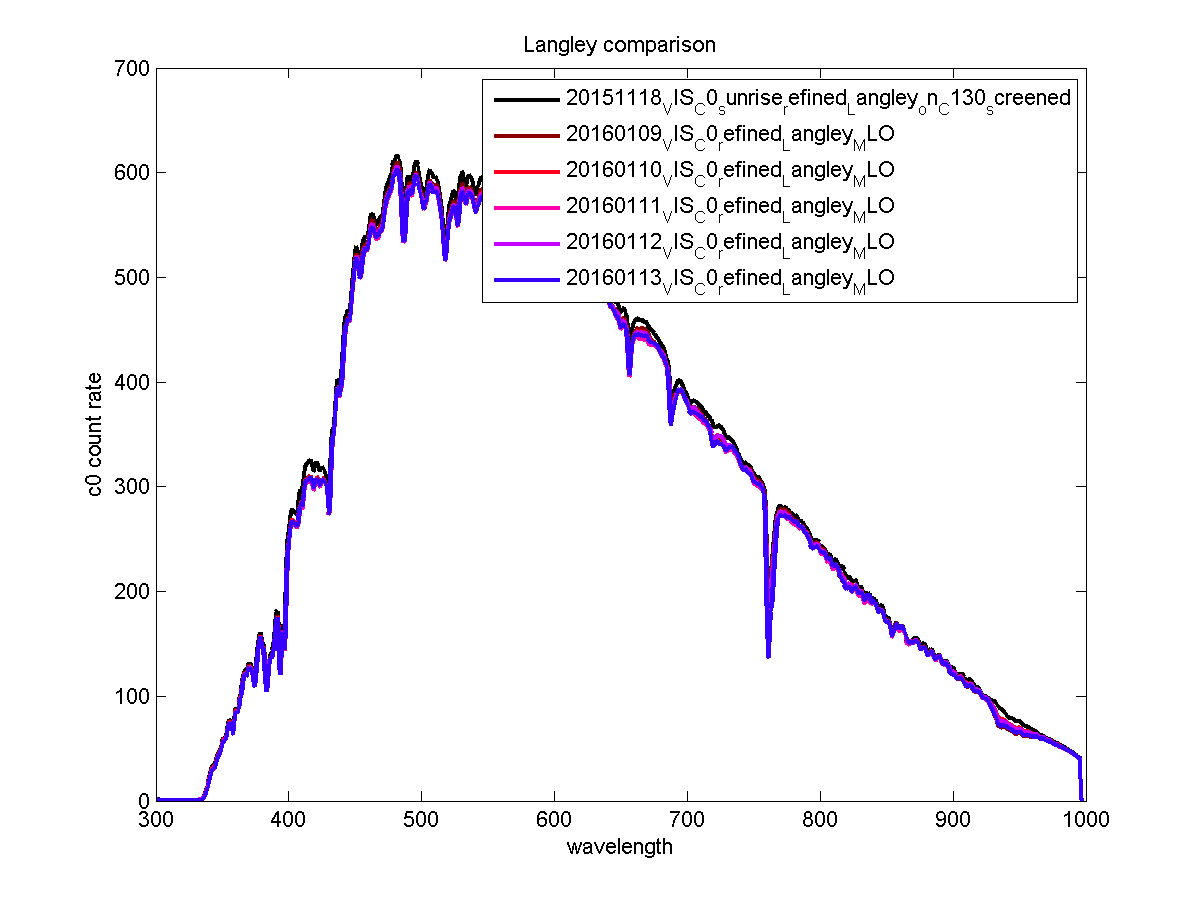 Langley comparison
700
600
500
400
300
200
100
0
c0 count rate
20151118VISC0sunriserefinedLangleyonC130screened
20160109VISC0refinedLangleyMLO
20160110VISC0refinedLangleyMLO
20160111VISC0refinedLangleyMLO
20160112VISC0refinedLangleyMLO
20160113VISC0refinedLangleyMLO
300 400 500 600 700 800 900 1000
wavelength